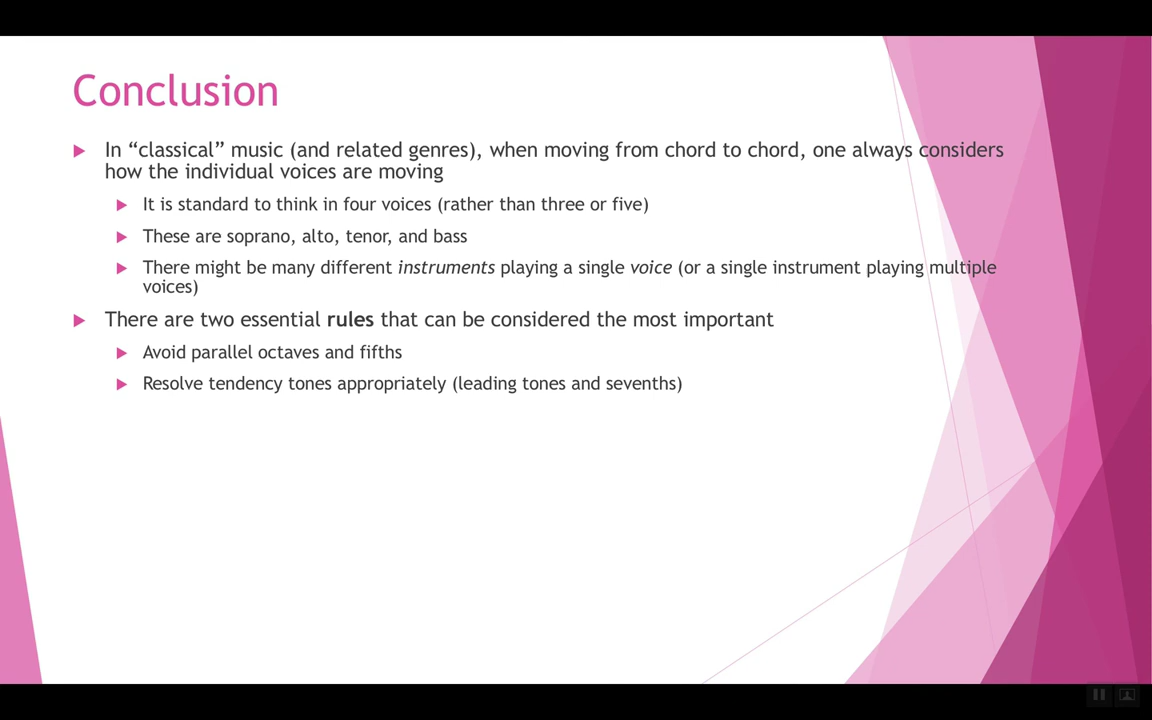 Conclusion
In “classical” music (and related genres), when moving from chord to chord, one always considers
how the individual voices are moving
It is standard to think in four voices (rather than three or five)
These are soprano, alto, tenor, and bass
There might be many different instruments playing a single voice (or a single instrument playing multiple
voices)
There are two essential rules that can be considered the most important
Avoid parallel octaves and fifths
Resolve tendency tones appropriately (leading tones and sevenths)